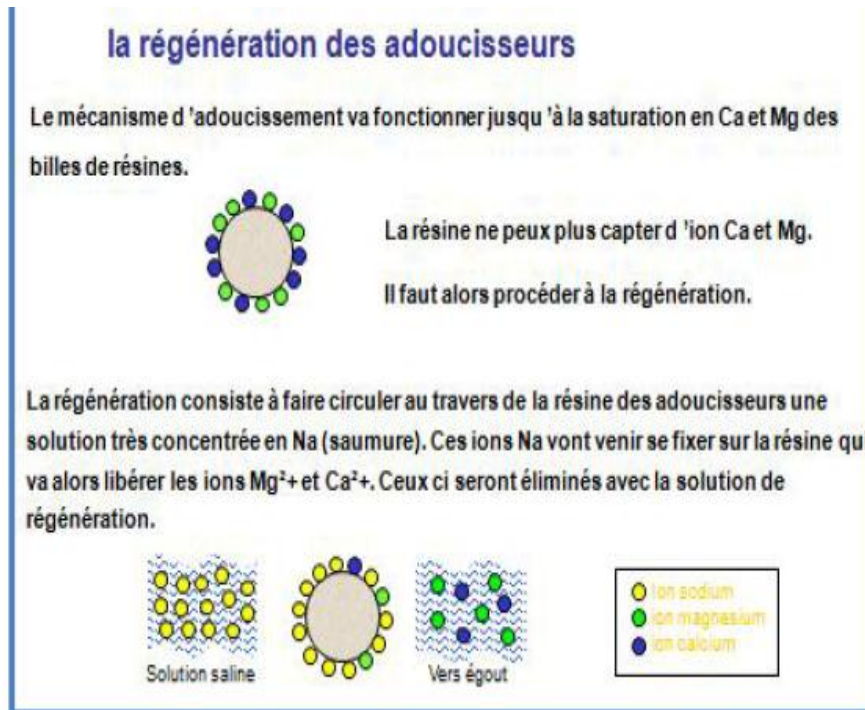 la régénération des adoucisseurs
Le mécanisme d ’adoucissement va fonctionner jusqu ’à la saturation en Ca et Mg des
billes de résines.
La résine ne peux plus capter d ’ion Ca et Mg.
Il faut alors procéder à la régénération.
La régénération consiste à faire circuler au travers de la résine des adoucisseurs une
solution très concentrée en Na (saumure). Ces ions Na vont venir se fixer sur la résine qu
va alors libérer les ions Mg²+ et Ca²+. Ceux ci seront éliminés avec la solution de
régénération.
Solution saline
Vers égout
Ion sodium
ion magnesium
ion calcium